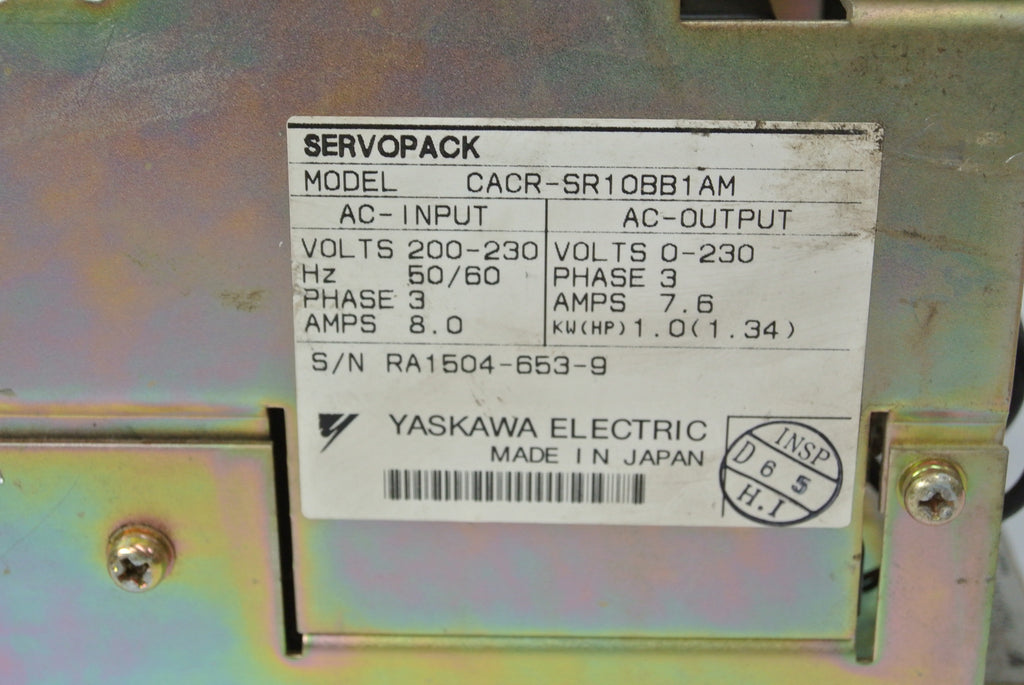 SERVOPACK
MODEL CACR-SR10BB1AM
AC-INPUT AC-OUTPUT
VOLTS 200-230 VOLTS 0-230
Hz 50/60 PHASE 3
PHASE 3 AMPS 7.6
AMPS 8.0 KW(HP) 1.0(1.34)
S/N RA1504-653-9
YASKAWA ELECTRIC
MADE IN JAPAN
INSP
D 6 5
H.I